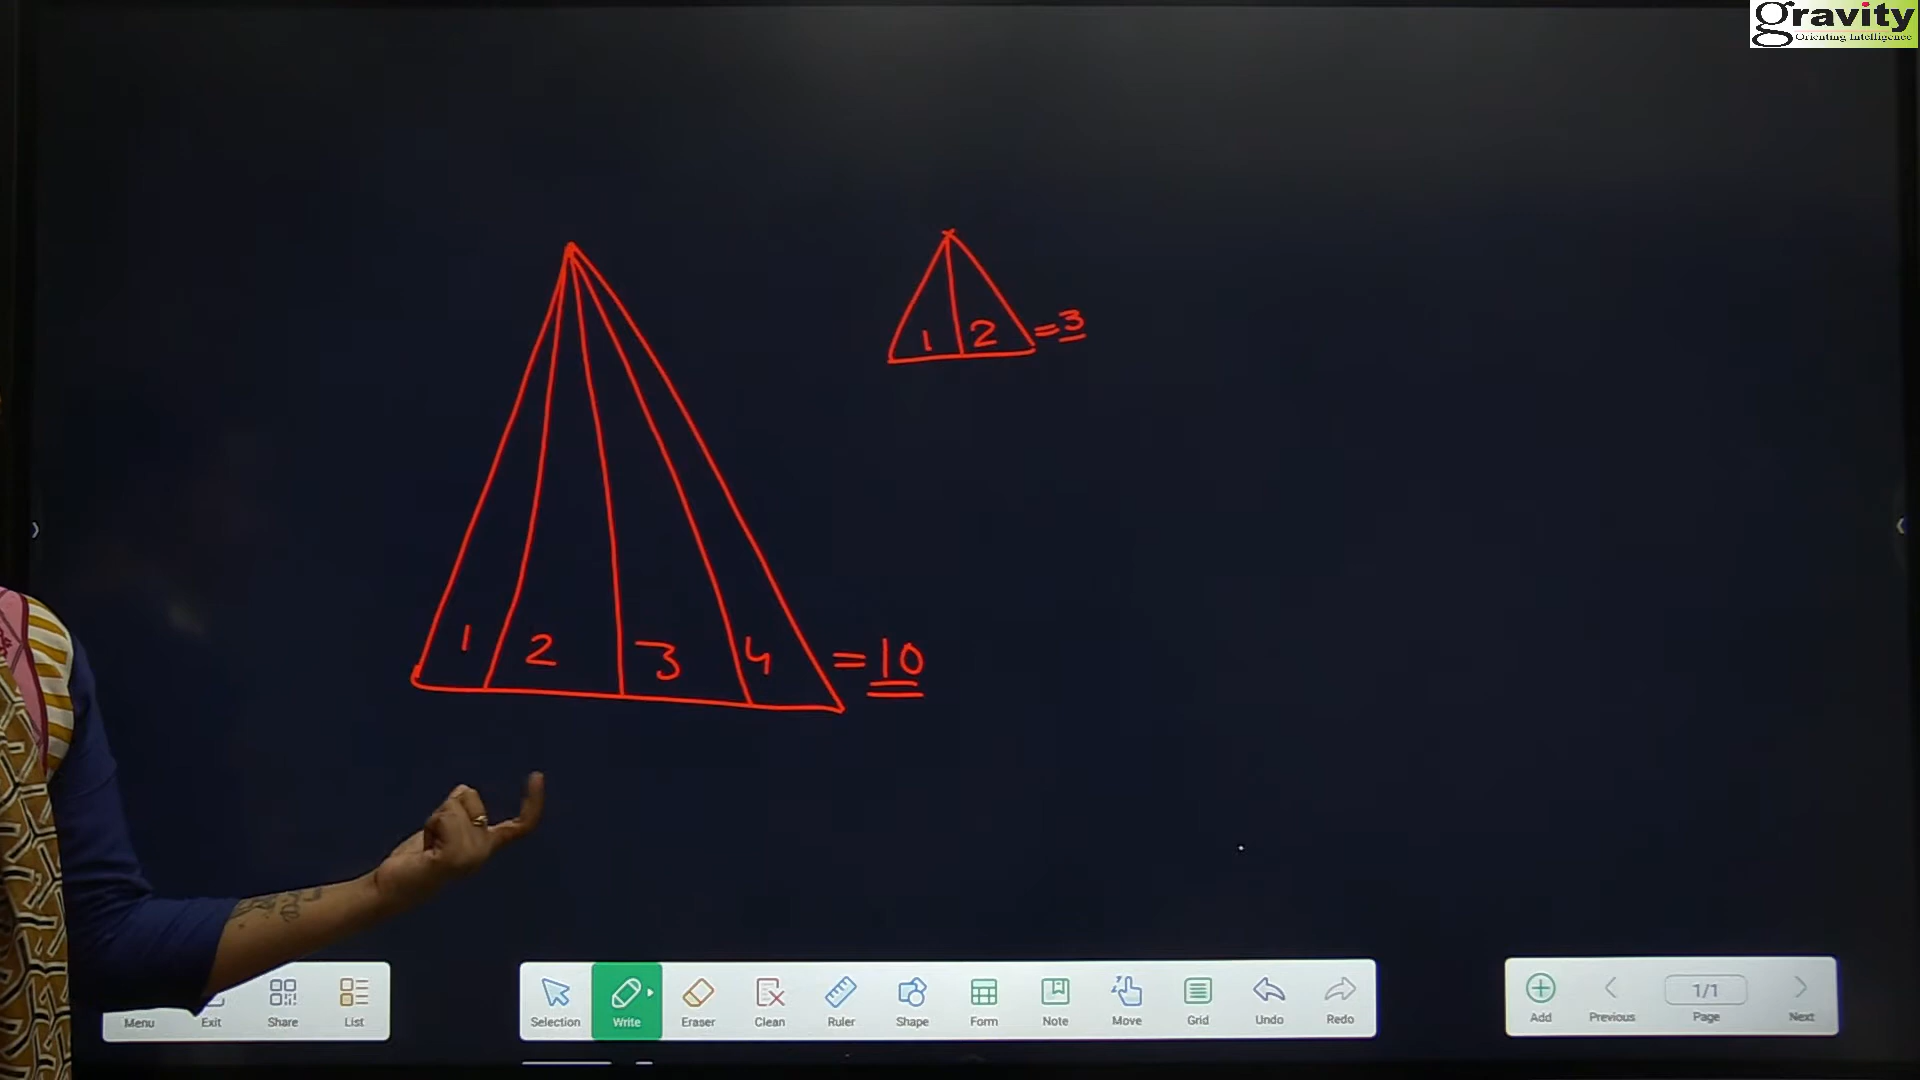 gravity
Orienting Intelligence
1 2 = 3
1 2 3 4 = 10
Menu Exit Share List
Selection Write Eraser Clean Ruler Shape Form Note Move Grid Undo Redo
1/1
Add Previous Page Next